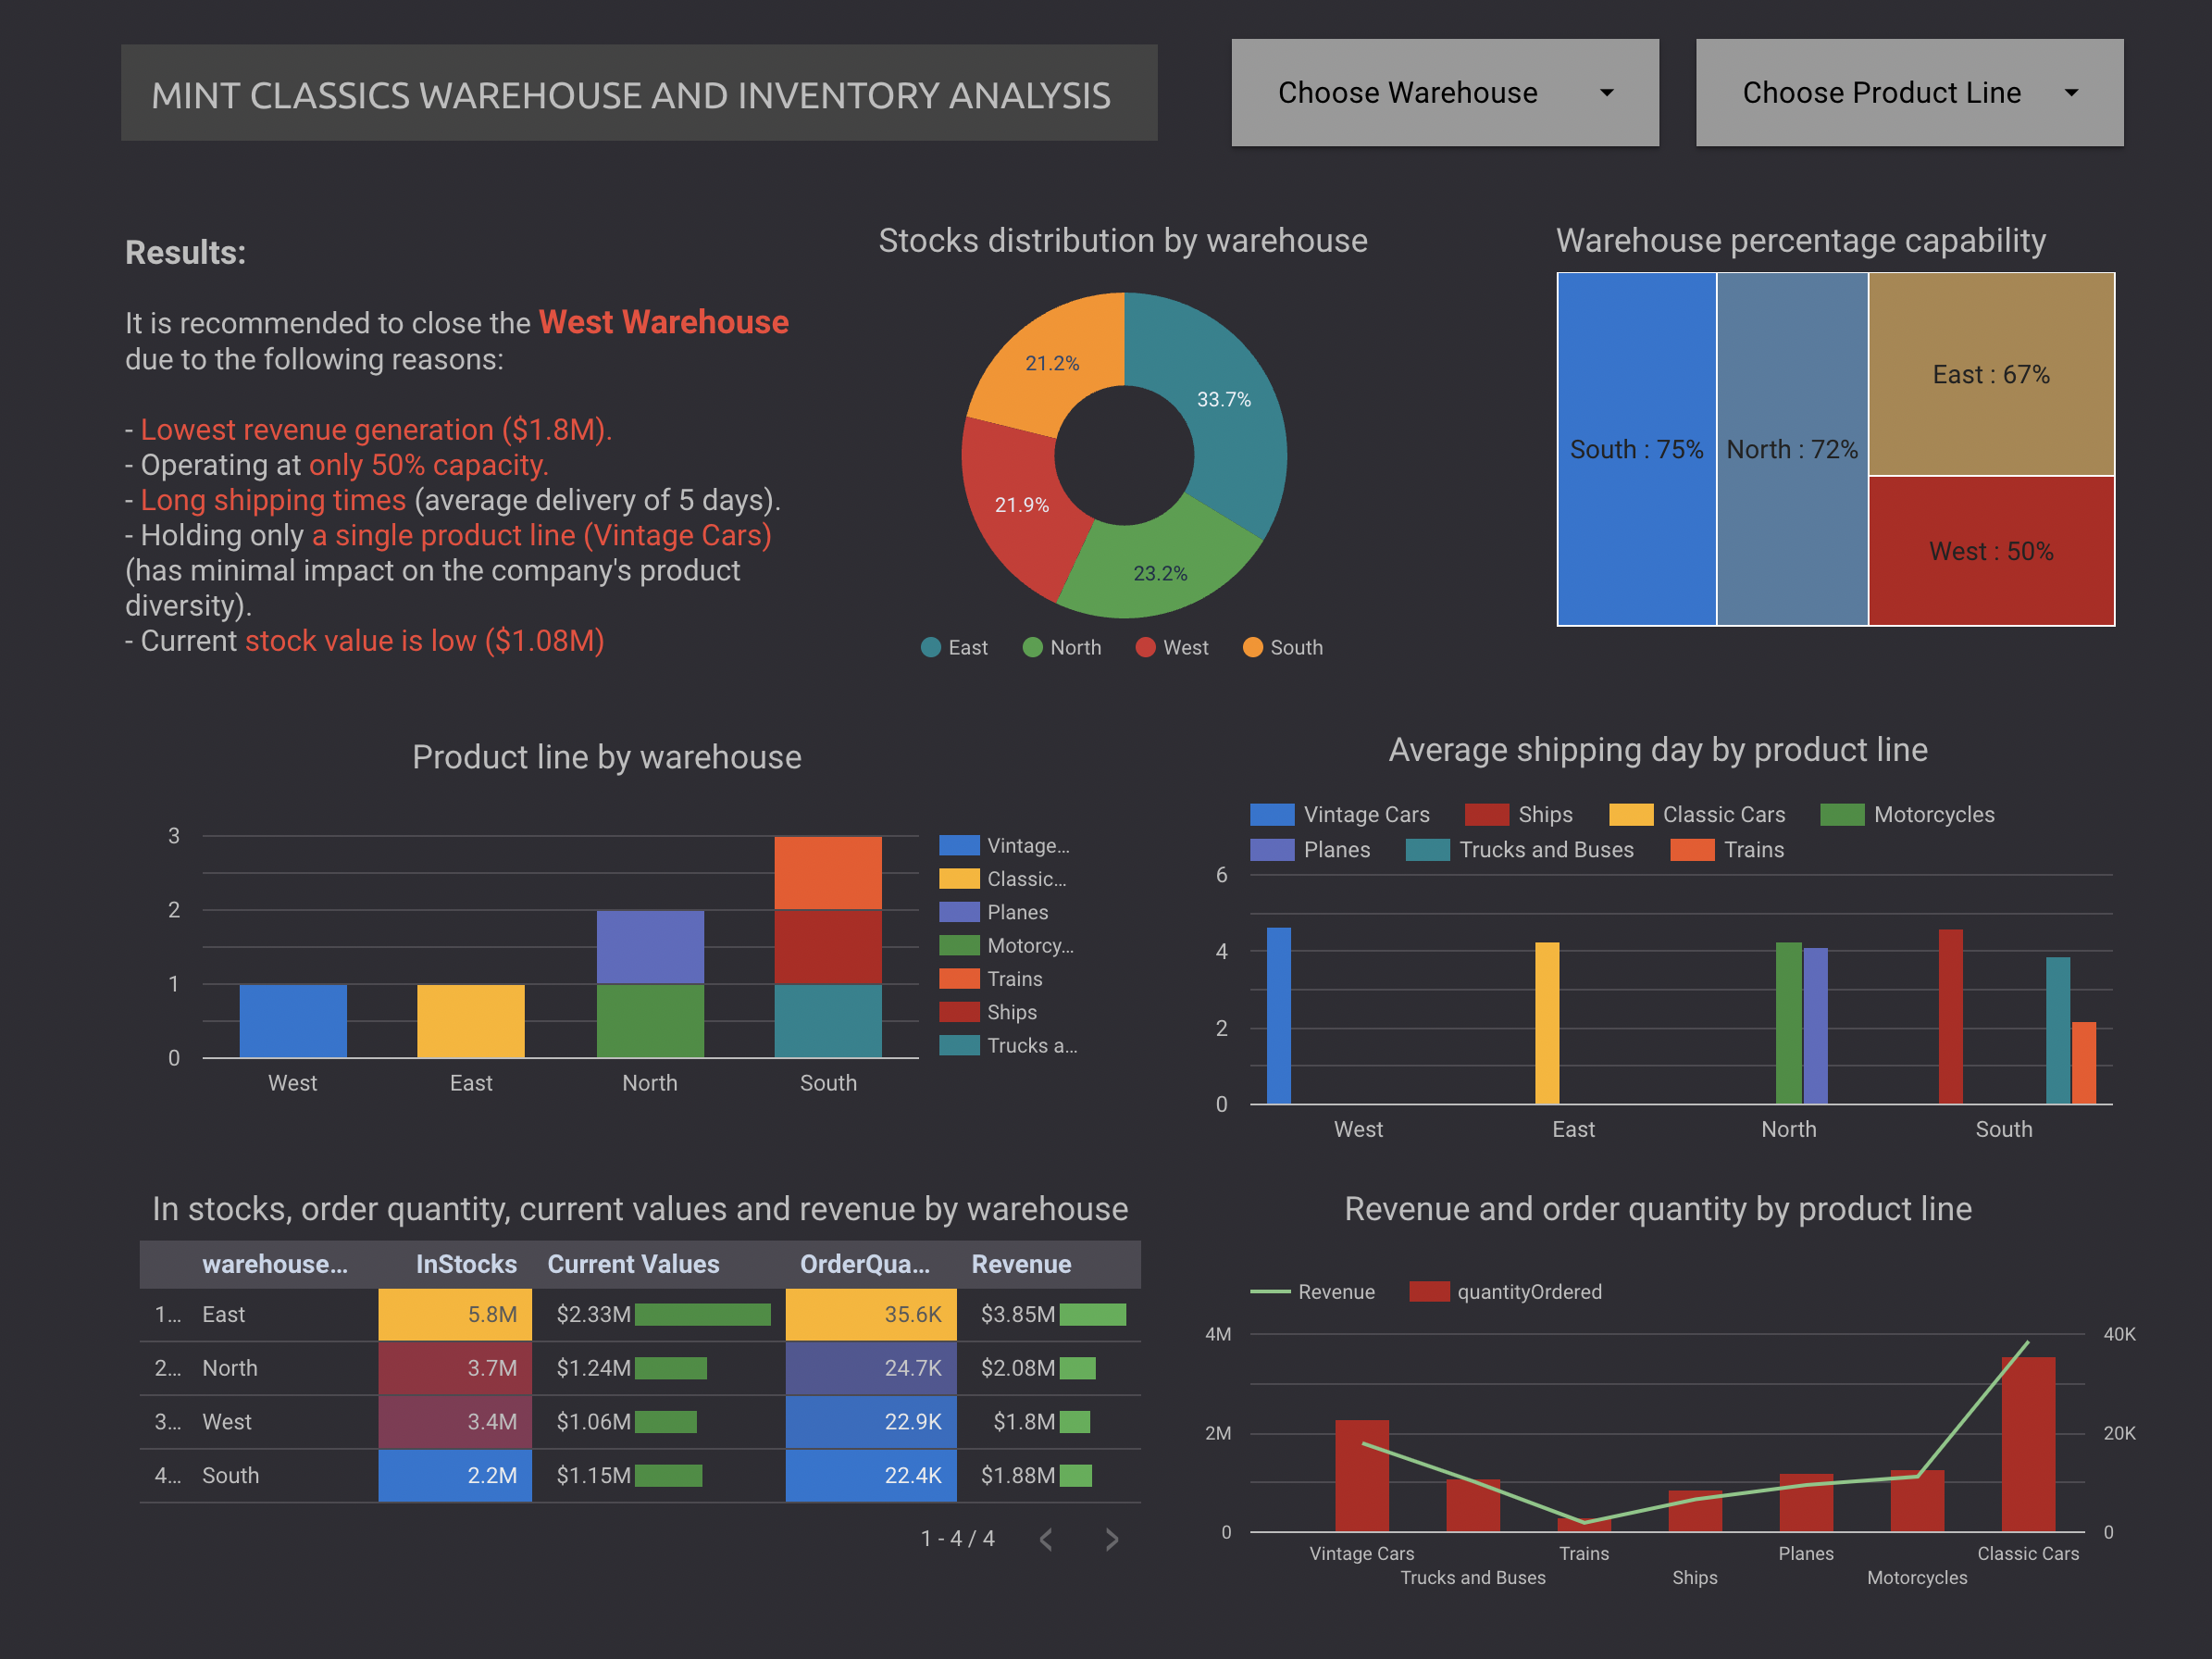 MINT CLASSICS WAREHOUSE AND INVENTORY ANALYSIS
Choose Warehouse
Choose Product Line
Results:
It is recommended to close the West Warehouse
due to the following reasons:
- Lowest revenue generation ($1.8M).
- Operating at only 50% capacity.
- Long shipping times (average delivery of 5 days).
- Holding only a single product line (Vintage Cars)
(has minimal impact on the company's product
diversity).
- Current stock value is low ($1.08M)
Stocks distribution by warehouse
21.2%
33.7%
21.9%
23.2%
East North West South
Warehouse percentage capability
South : 75%
North : 72%
East : 67%
West : 50%
Product line by warehouse
3
2
1
0
West East North South
Vintage...
Classic...
Planes
Motorcy...
Trains
Ships
Trucks a...
Average shipping day by product line
Vintage Cars Ships Classic Cars Motorcycles
Planes Trucks and Buses Trains
6
4
2
0
West East North South
In stocks, order quantity, current values and revenue by warehouse
warehouse... InStocks Current Values OrderQua... Revenue
1... East 5.8M $2.33M 35.6K $3.85M
2... North 3.7M $1.24M 24.7K $2.08M
3... West 3.4M $1.06M 22.9K $1.8M
4... South 2.2M $1.15M 22.4K $1.88M
1 - 4 / 4
Revenue and order quantity by product line
Revenue quantityOrdered
4M 40K
2M 20K
0 0
Vintage Cars Trains Planes Classic Cars
Trucks and Buses Ships Motorcycles